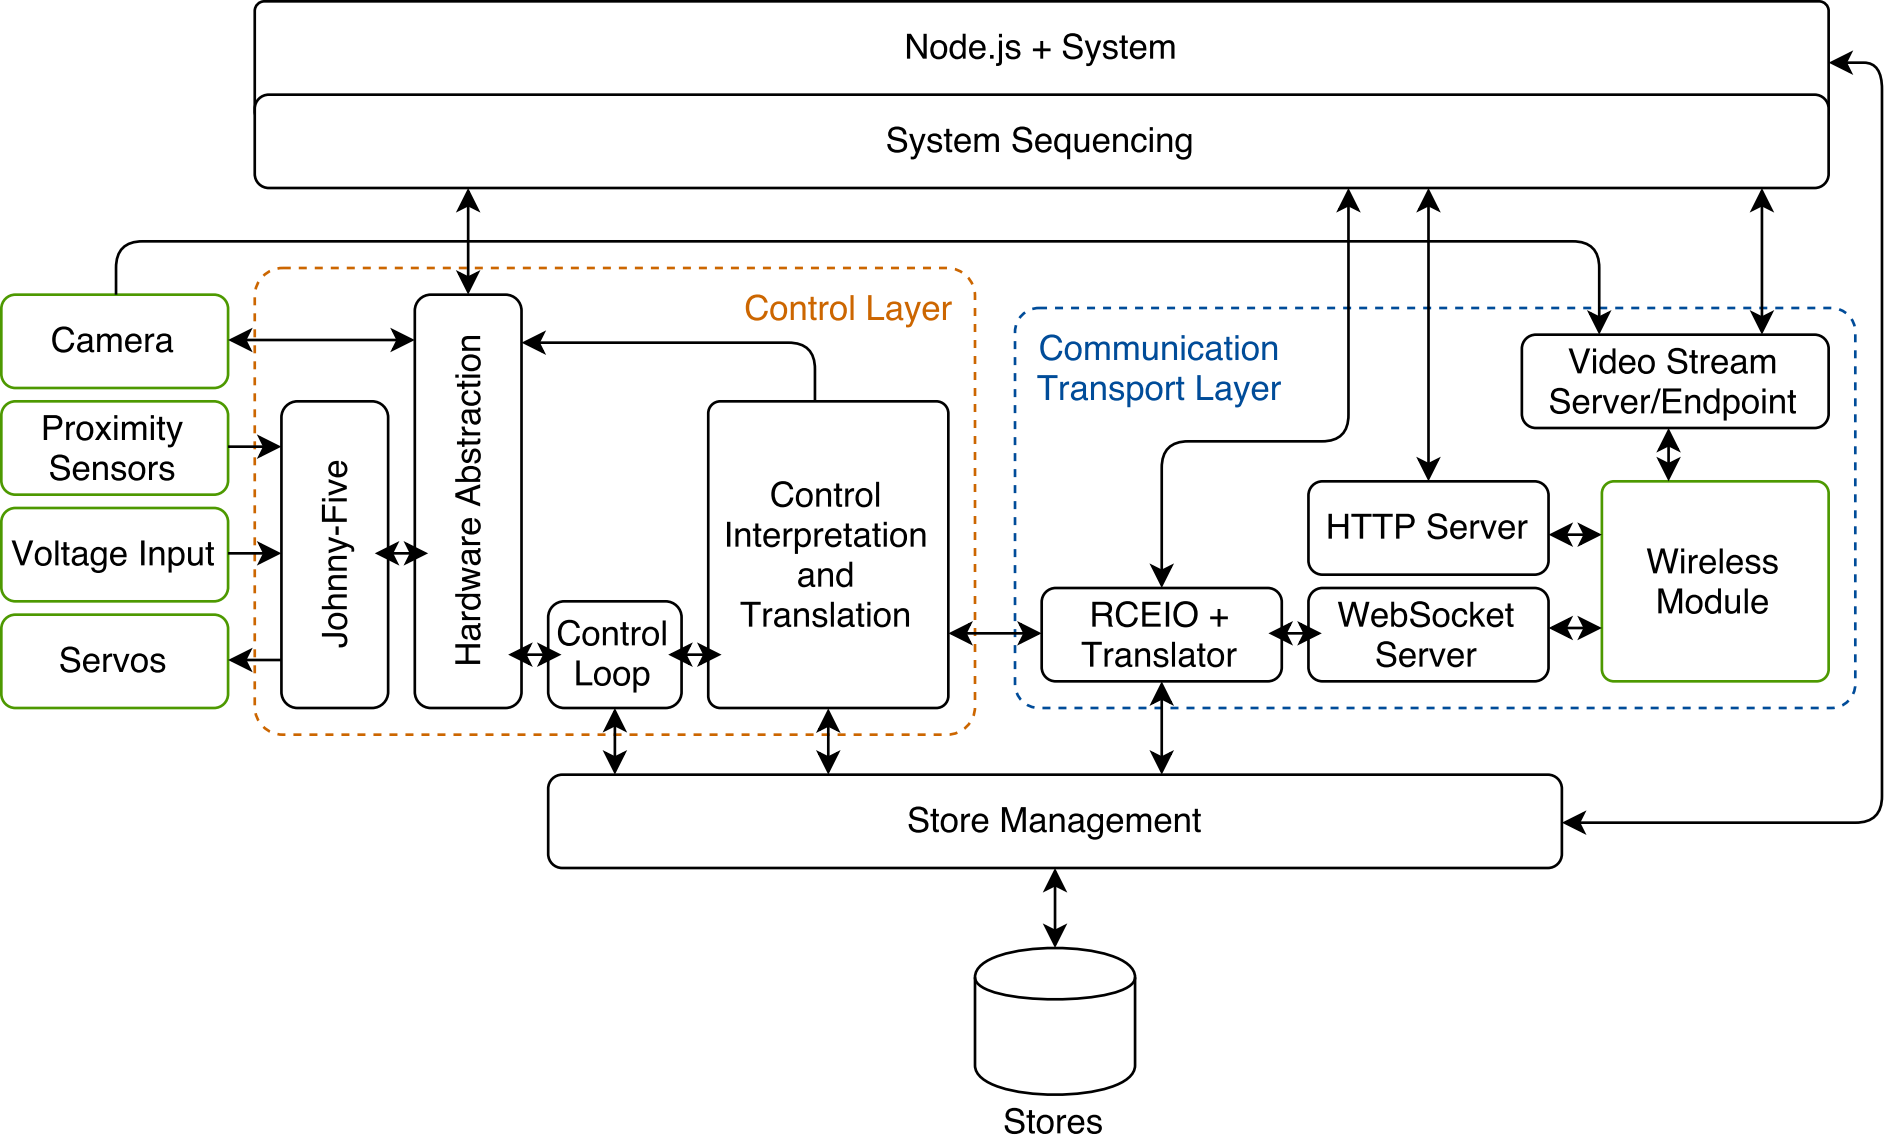 Node.js + System
System Sequencing
Control Layer
Communication
Transport Layer
Camera
Proximity
Sensors
Voltage Input
Servos
Johnny-Five
Hardware Abstraction
Control
Loop
Control
Interpretation
and
Translation
Video Stream
Server/Endpoint
HTTP Server
Wireless
Module
RCEIO +
Translator
WebSocket
Server
Store Management
Stores